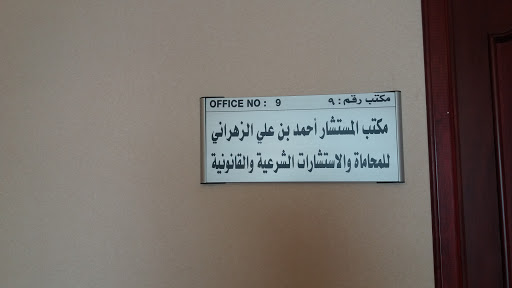 OFFICE NO : 9 مكتب رقم : ٩
مكتب المستشار أحمد بن علي الزهراني
للمحاماة والاستشارات الشرعية والقانونية